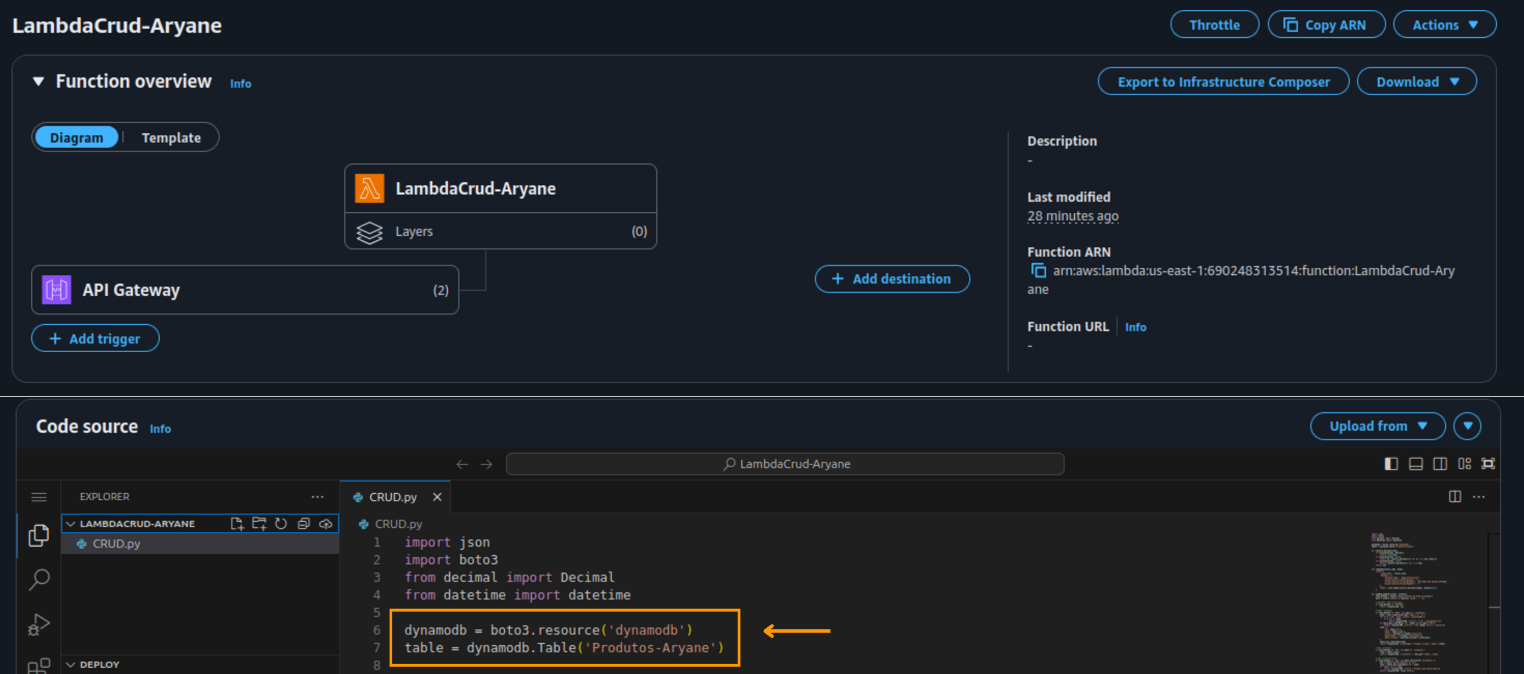 LambdaCrud-Aryane
Throttle
Copy ARN
Actions
Function overview
Info
Export to Infrastructure Composer
Download
Diagram
Template
LambdaCrud-Aryane
Layers
(0)
API Gateway
(2)
+ Add trigger
+ Add destination
Description
-
Last modified
28 minutes ago
Function ARN
arn:aws:lambda:us-east-1:690248313514:function:LambdaCrud-Ary
ane
Function URL
Info
-
Code source
Info
Upload from
LambdaCrud-Aryane
EXPLORER
LAMBDACRUD-ARYANE
CRUD.py
DEPLOY
CRUD.py
CRUD.py
1 import json
2 import boto3
3 from decimal import Decimal
4 from datetime import datetime
5
6 dynamodb = boto3.resource('dynamodb')
7 table = dynamodb.Table('Produtos-Aryane')
8